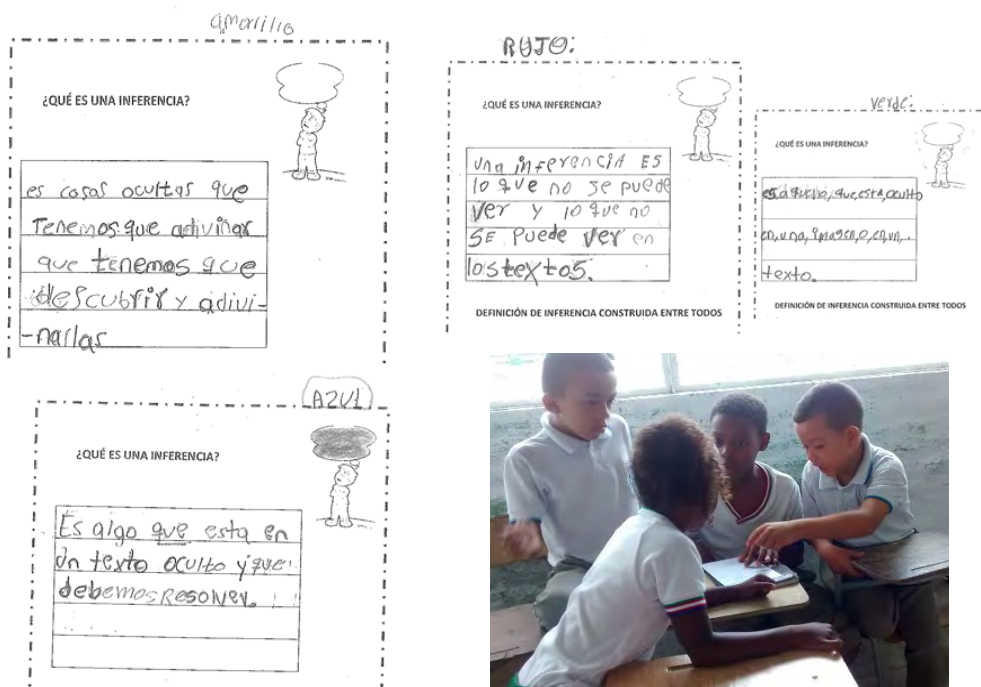 amarillo
¿QUÉ ES UNA INFERENCIA?
es cosas ocultas que
Tenemos que adivinar
que tenemos que
descubrir y adivi-
-narlas
RUJO:
¿QUÉ ES UNA INFERENCIA?
una inferencia ES
lo que no se puede
ver y lo que no
SE puede ver en
los textos.
DEFINICIÓN DE INFERENCIA CONSTRUIDA ENTRE TODOS
verde:
¿QUÉ ES UNA INFERENCIA?
es, aquello, que, esta, oculto
en, una, imagen, o, en, un,
texto.
DEFINICIÓN DE INFERENCIA CONSTRUIDA ENTRE TODOS
AZUl
¿QUÉ ES UNA INFERENCIA?
Es algo que esta en
Un texto oculto y que
debemos Resolver.